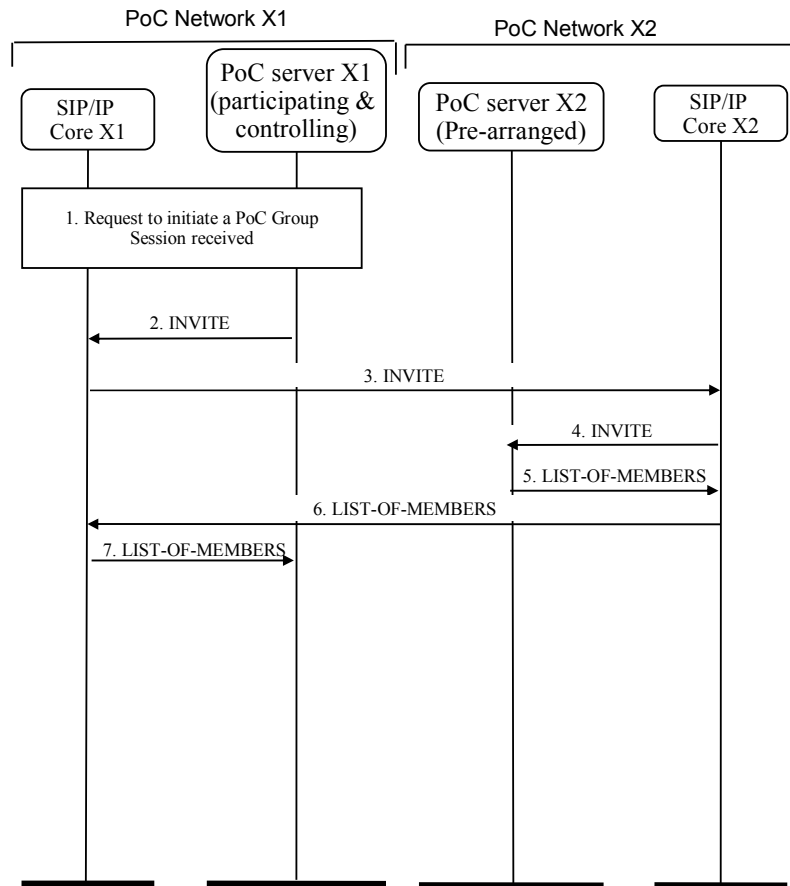 PoC Network X1
PoC Network X2
SIP/IP
Core X1
PoC server X1
(participating &
controlling)
PoC server X2
(Pre-arranged)
SIP/IP
Core X2
1. Request to initiate a PoC Group
Session received
2. INVITE
3. INVITE
4. INVITE
5. LIST-OF-MEMBERS
6. LIST-OF-MEMBERS
7. LIST-OF-MEMBERS